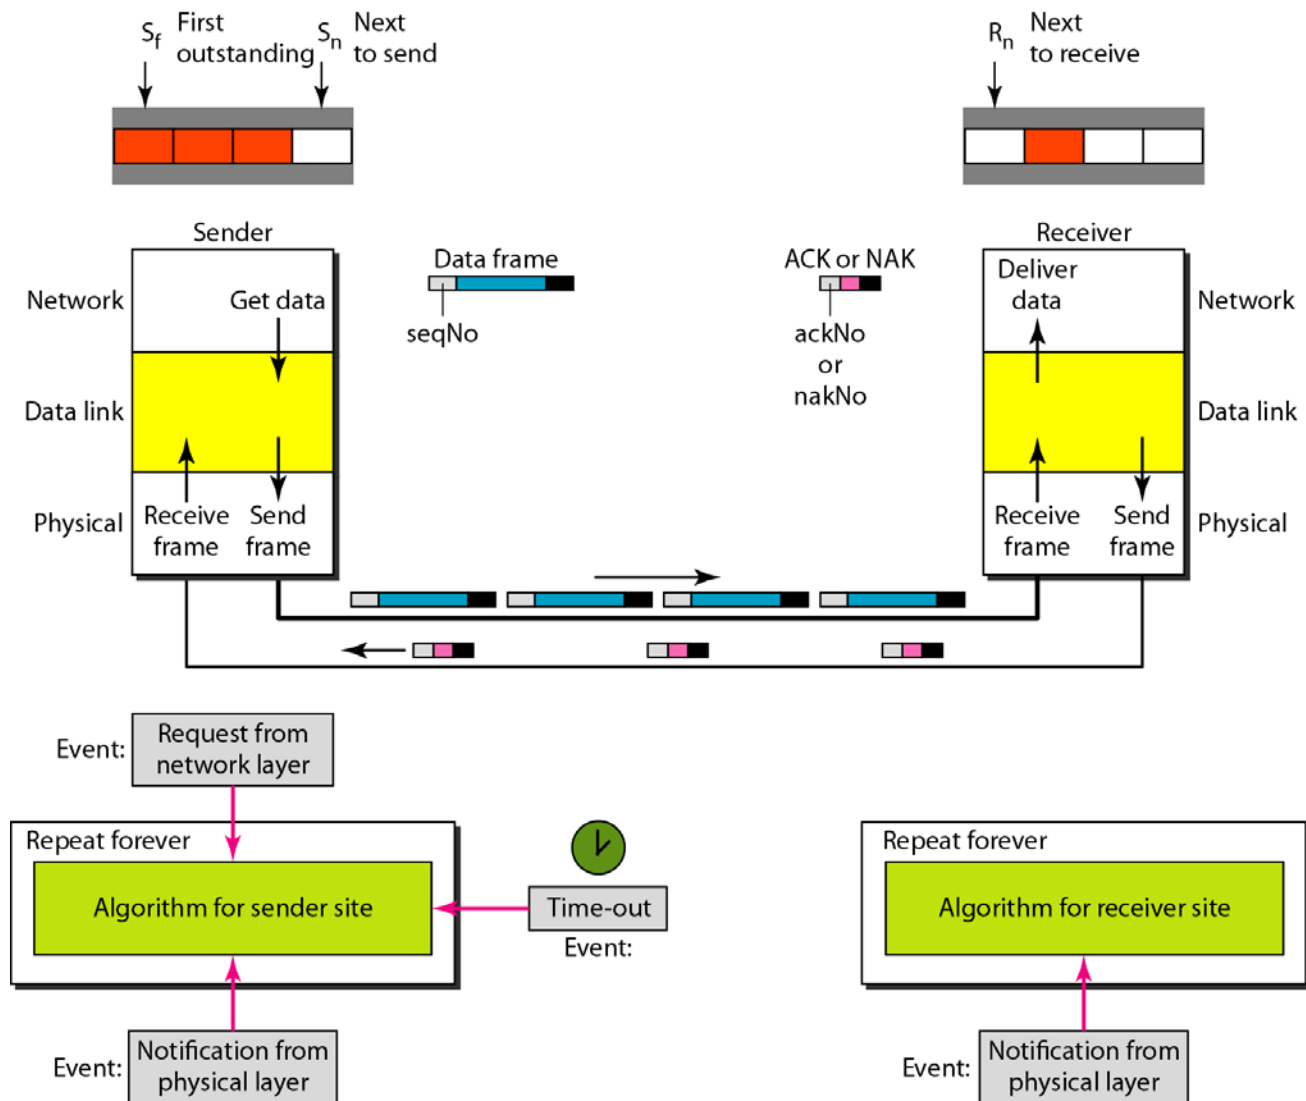 Sf First
outstanding
Sn Next
to send
Rn Next
to receive
Sender
Receiver
Network
Get data
Data frame
seqNo
ACK or NAK
ackNo
or
nakNo
Deliver
data
Network
Data link
Data link
Physical
Receive
frame
Send
frame
Receive
frame
Send
frame
Physical
Event:
Request from
network layer
Repeat forever
Algorithm for sender site
Time-out
Event:
Event:
Notification from
physical layer
Repeat forever
Algorithm for receiver site
Event:
Notification from
physical layer